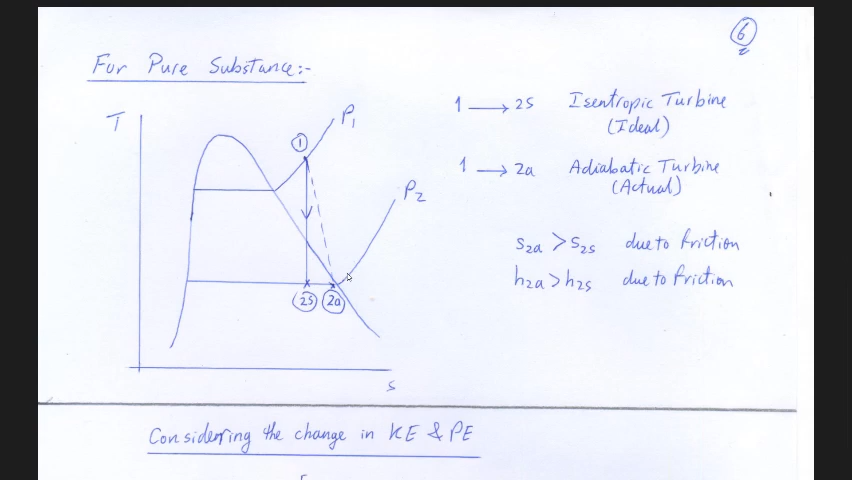 6
For Pure Substance:-
T
P1
1
P2
2s
2a
s
1 → 2s Isentropic Turbine
(Ideal)
1 → 2a Adiabatic Turbine
(Actual)
s2a > s2s due to friction
h2a > h2s due to friction
Considering the change in KE & PE